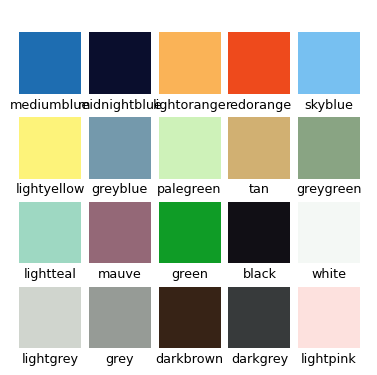 mediumblue midnightblue lightorange redorange skyblue
lightyellow greyblue palegreen tan greygreen
lightteal mauve green black white
lightgrey grey darkbrown darkgrey lightpink